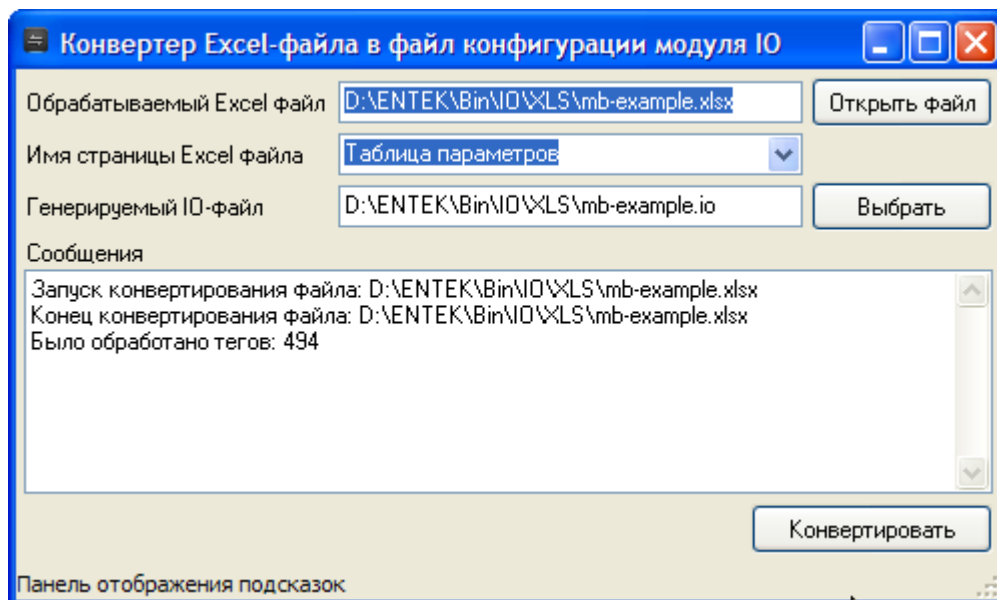 Конвертер Excel-файла в файл конфигурации модуля IO
Обрабатываемый Excel файл D:\ENTEK\Bin\IO\XLS\mb-example.xlsx Открыть файл
Имя страницы Excel файла Таблица параметров
Генерируемый IO-файл D:\ENTEK\Bin\IO\XLS\mb-example.io Выбрать
Сообщения
Запуск конвертирования файла: D:\ENTEK\Bin\IO\XLS\mb-example.xlsx
Конец конвертирования файла: D:\ENTEK\Bin\IO\XLS\mb-example.xlsx
Было обработано тегов: 494
Конвертировать
Панель отображения подсказок